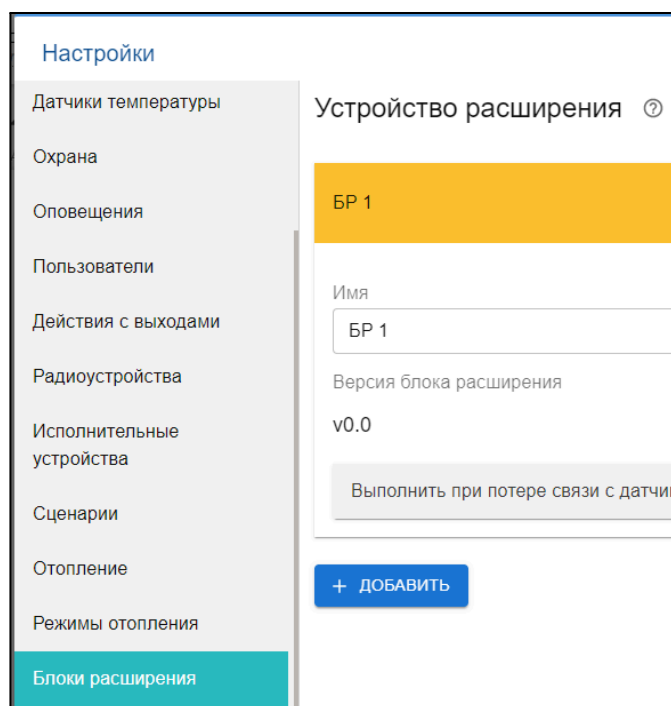 Настройки
Датчики температуры
Охрана
Оповещения
Пользователи
Действия с выходами
Радиоустройства
Исполнительные
устройства
Сценарии
Отопление
Режимы отопления
Блоки расширения
Устройство расширения
БР 1
Имя
БР 1
Версия блока расширения
v0.0
Выполнить при потере связи с
+ ДОБАВИТЬ